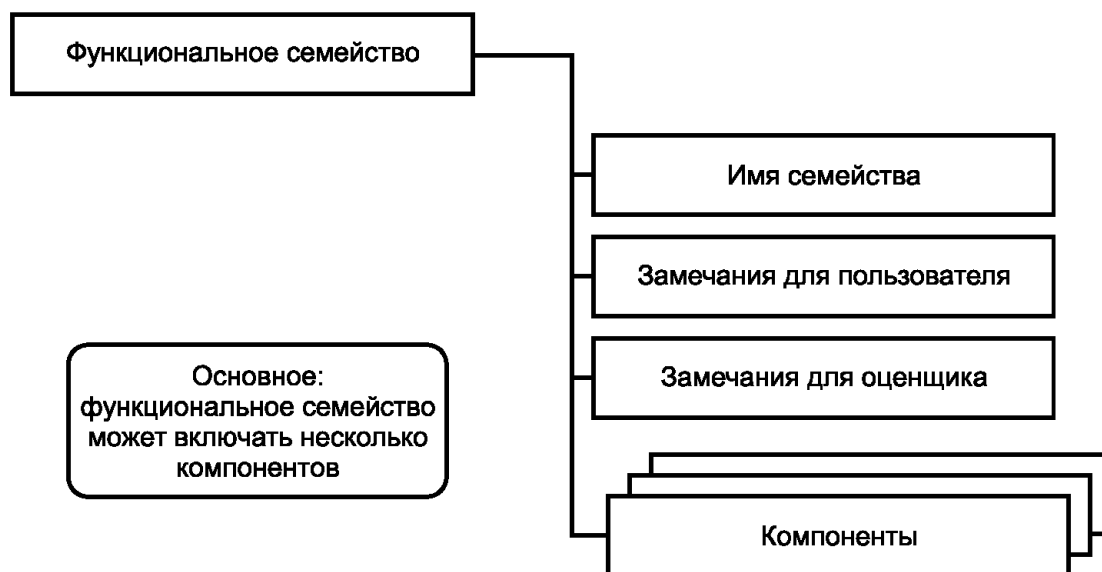 Функциональное семейство
Имя семейства
Замечания для пользователя
Замечания для оценщика
Основное:
функциональное семейство
может включать несколько
компонентов
Компоненты